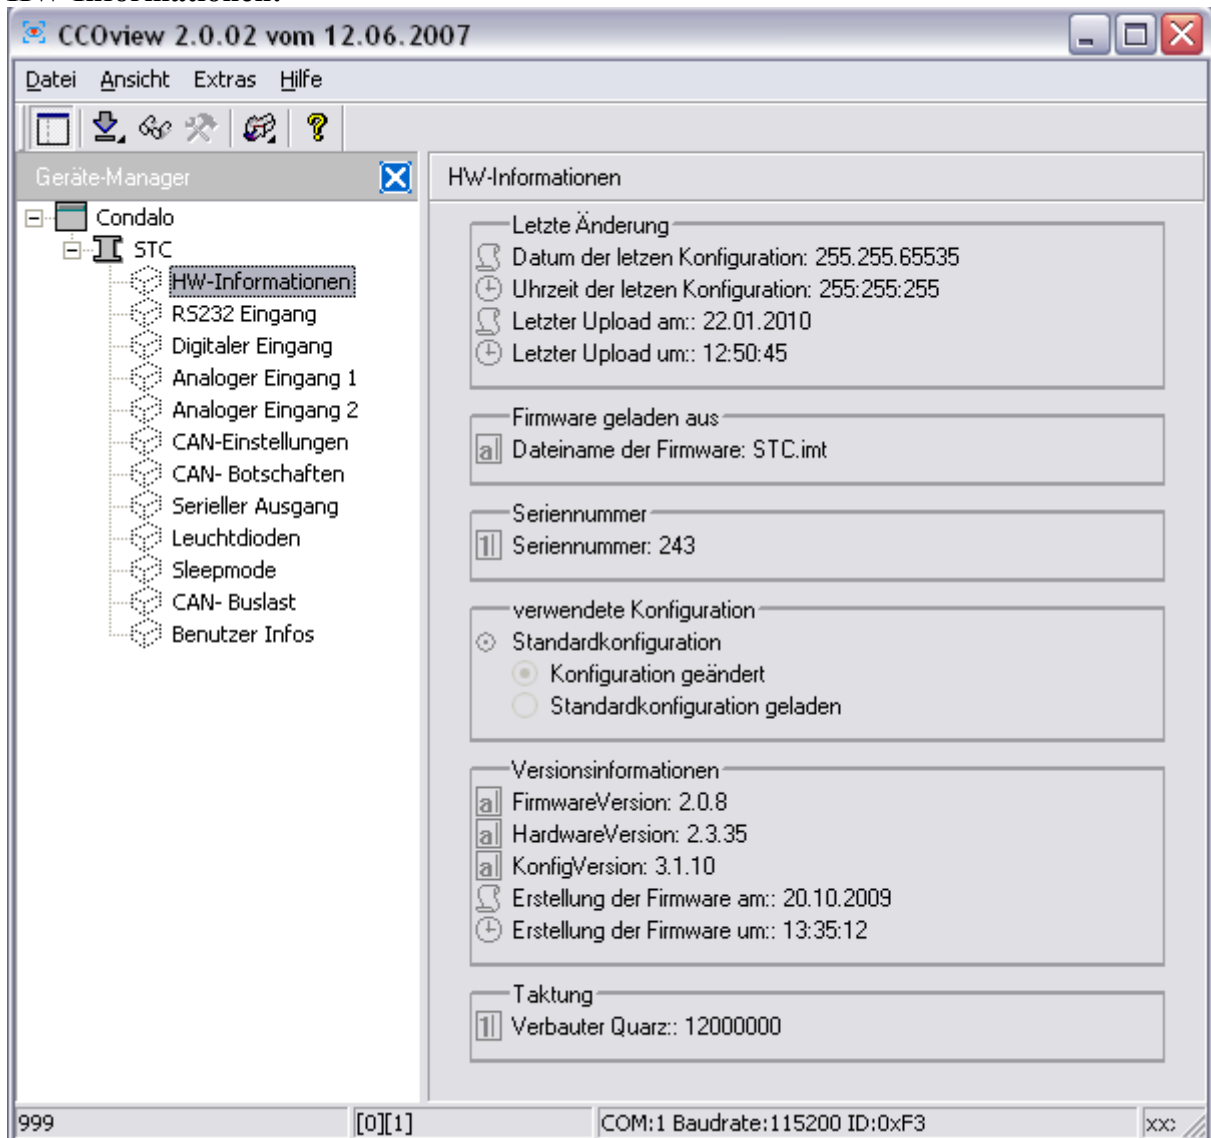 HW-Informationen:
CCOview 2.0.02 vom 12.06.2007
Datei Ansicht Extras Hilfe
Geräte-Manager
Condalo
STC
HW-Informationen
RS232 Eingang
Digitaler Eingang
Analoger Eingang 1
Analoger Eingang 2
CAN-Einstellungen
CAN- Botschaften
Serieller Ausgang
Leuchtdioden
Sleepmode
CAN- Buslast
Benutzer Infos
HW-Informationen
Letzte Änderung
Datum der letzen Konfiguration: 255.255.65535
Uhrzeit der letzen Konfiguration: 255:255:255
Letzter Upload am:: 22.01.2010
Letzter Upload um:: 12:50:45
Firmware geladen aus
Dateiname der Firmware: STC.imt
Seriennummer
Seriennummer: 243
verwendete Konfiguration
Standardkonfiguration
Konfiguration geändert
Standardkonfiguration geladen
Versionsinformationen
FirmwareVersion: 2.0.8
HardwareVersion: 2.3.35
KonfigVersion: 3.1.10
Erstellung der Firmware am:: 20.10.2009
Erstellung der Firmware um:: 13:35:12
Taktung
Verbauter Quarz:: 12000000
999 [0][1] COM:1 Baudrate:115200 ID:0xF3